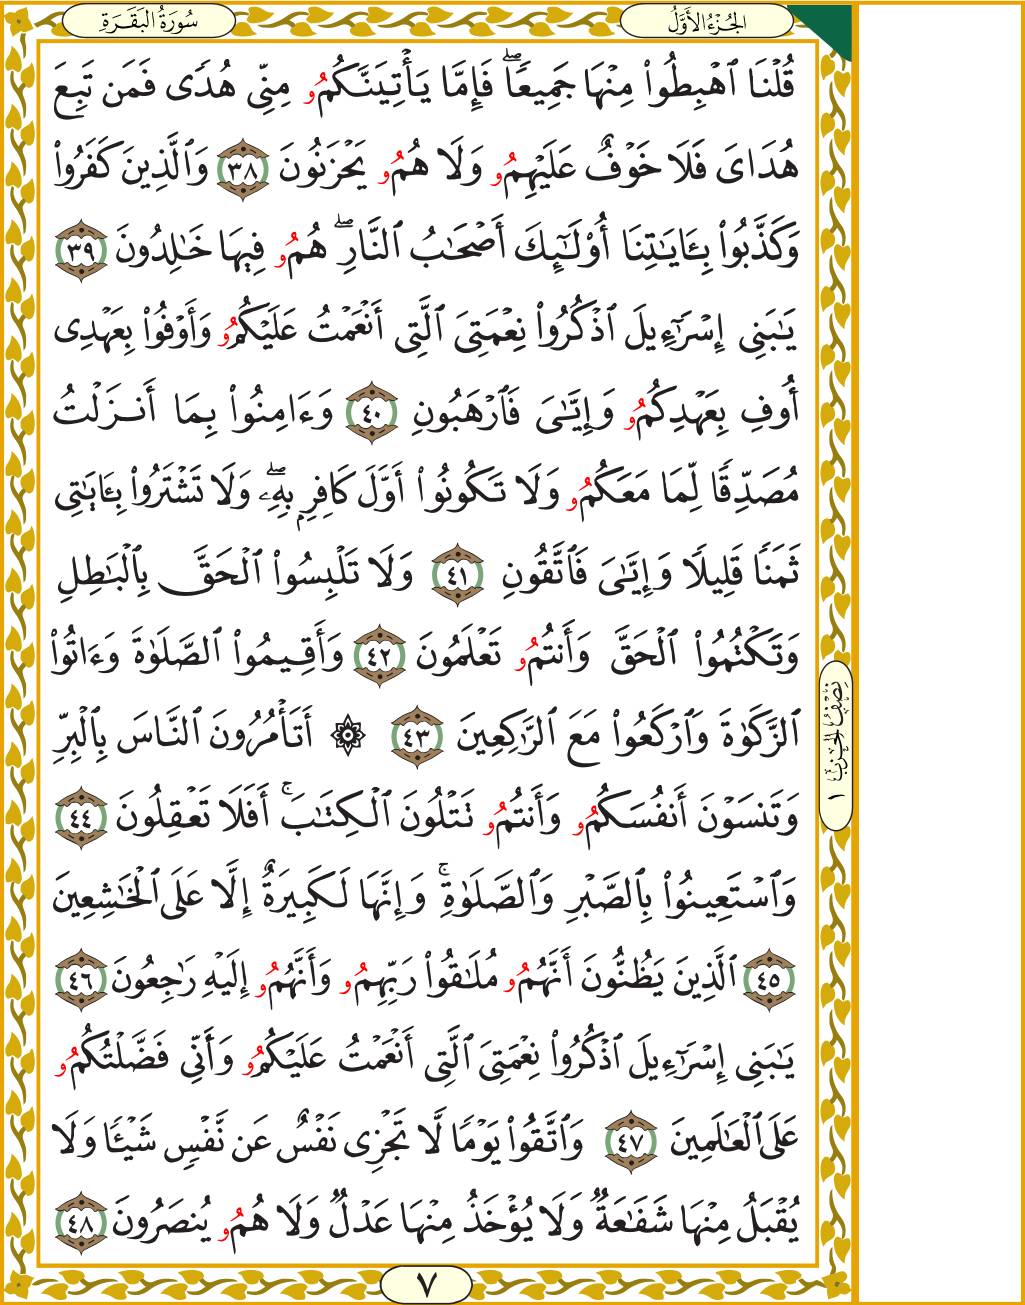 سُورَةُ البَقَرَةِ
الجُزْءُ الأَوَّلُ
قُلْنَا ٱهْبِطُوا۟ مِنْهَا جَمِيعًاۖ فَإِمَّا يَأْتِيَنَّكُمُۥ مِنِّى هُدًى فَمَن تَبِعَ
هُدَاىَ فَلَا خَوْفٌ عَلَيْهِمُۥ وَلَا هُمُۥ يَحْزَنُونَ ٣٨ وَٱلَّذِينَ كَفَرُوا۟
وَكَذَّبُوا۟ بِـَٔايَـٰتِنَا أُو۟لَـٰٓئِكَ أَصْحَـٰبُ ٱلنَّارِۖ هُمُۥ فِيهَا خَـٰلِدُونَ ٣٩
يَـٰبَنِى إِسْرَٰٓءِيلَ ٱذْكُرُوا۟ نِعْمَتِىَ ٱلَّتِى أَنْعَمْتُ عَلَيْكُمُۥ وَأَوْفُوا۟ بِعَهْدِى
أُوفِ بِعَهْدِكُمُۥ وَإِيَّـٰىَ فَٱرْهَبُونِ ٤٠ وَءَامِنُوا۟ بِمَا أَنزَلْتُ
مُصَدِّقًا لِّمَا مَعَكُمُۥ وَلَا تَكُونُوا۟ أَوَّلَ كَافِرٍۭ بِهِۦۖ وَلَا تَشْتَرُوا۟ بِـَٔايَـٰتِى
ثَمَنًا قَلِيلًا وَإِيَّـٰىَ فَٱتَّقُونِ ٤١ وَلَا تَلْبِسُوا۟ ٱلْحَقَّ بِٱلْبَـٰطِلِ
وَتَكْتُمُوا۟ ٱلْحَقَّ وَأَنتُمُۥ تَعْلَمُونَ ٤٢ وَأَقِيمُوا۟ ٱلصَّلَوٰةَ وَءَاتُوا۟
ٱلزَّكَوٰةَ وَٱرْكَعُوا۟ مَعَ ٱلرَّٰكِعِينَ ٤٣ ۞ أَتَأْمُرُونَ ٱلنَّاسَ بِٱلْبِرِّ
وَتَنسَوْنَ أَنفُسَكُمُۥ وَأَنتُمُۥ تَتْلُونَ ٱلْكِتَـٰبَۚ أَفَلَا تَعْقِلُونَ ٤٤
وَٱسْتَعِينُوا۟ بِٱلصَّبْرِ وَٱلصَّلَوٰةِۚ وَإِنَّهَا لَكَبِيرَةٌ إِلَّا عَلَى ٱلْخَـٰشِعِينَ
٤٥ ٱلَّذِينَ يَظُنُّونَ أَنَّهُمُۥ مُلَـٰقُوا۟ رَبِّهِمُۥ وَأَنَّهُمُۥ إِلَيْهِ رَٰجِعُونَ ٤٦
يَـٰبَنِى إِسْرَٰٓءِيلَ ٱذْكُرُوا۟ نِعْمَتِىَ ٱلَّتِى أَنْعَمْتُ عَلَيْكُمُۥ وَأَنِّى فَضَّلْتُكُمُۥ
عَلَى ٱلْعَـٰلَمِينَ ٤٧ وَٱتَّقُوا۟ يَوْمًا لَّا تَجْزِى نَفْسٌ عَن نَّفْسٍ شَيْـًٔا وَلَا
يُقْبَلُ مِنْهَا شَفَـٰعَةٌ وَلَا يُؤْخَذُ مِنْهَا عَدْلٌ وَلَا هُمُۥ يُنصَرُونَ ٤٨
نِصْفُ الحِزْبِ ١
٧